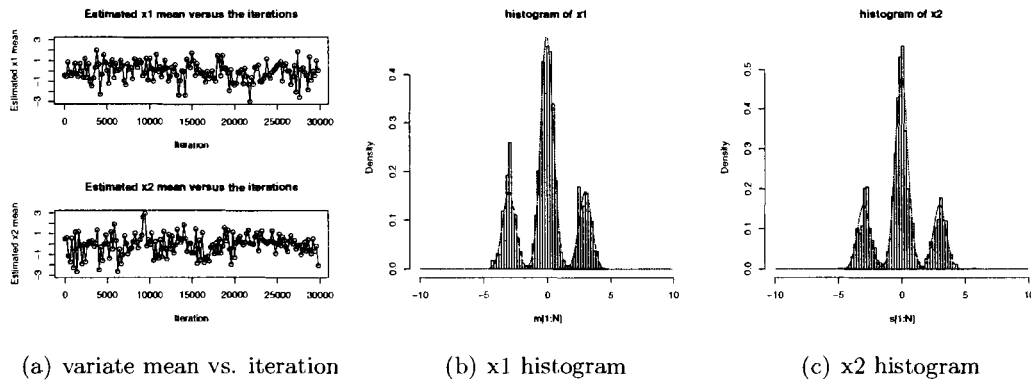 Estimated x1 mean versus the iterations
Estimated x1 mean
3
1
-1
-3
0 5000 10000 15000 20000 25000 30000
Iteration
Estimated x2 mean versus the iterations
Estimated x2 mean
3
1
-1
-3
0 5000 10000 15000 20000 25000 30000
Iteration
(a) variate mean vs. iteration
histogram of x1
Density
0.4
0.3
0.2
0.1
0.0
-10 -5 0 5 10
m[1:N]
(b) x1 histogram
histogram of x2
Density
0.5
0.4
0.3
0.2
0.1
0.0
-10 -5 0 5 10
s[1:N]
(c) x2 histogram